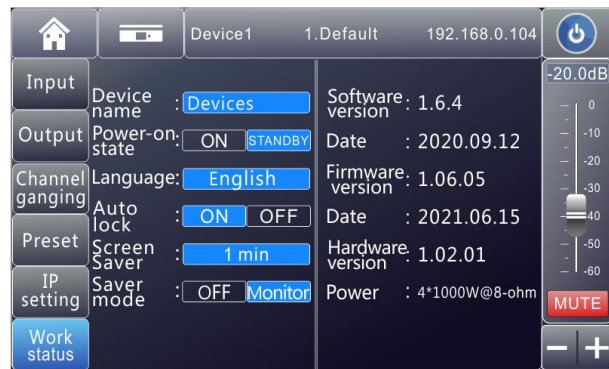 Device1 1.Default 192.168.0.104
-20.0dB
Input
Output
Channel
ganging
Preset
IP
setting
Work
status
Device
name : Devices
Power-on
state : ON STANDBY
Language: English
Auto
lock : ON OFF
Screen
Saver : 1 min
Saver
mode : OFF Monitor
Software
version : 1.6.4
Date : 2020.09.12
Firmware
version : 1.06.05
Date : 2021.06.15
Hardware
version : 1.02.01
Power : 4*1000W@8-ohm
0
-10
-20
-30
-40
-50
-60
MUTE
- +